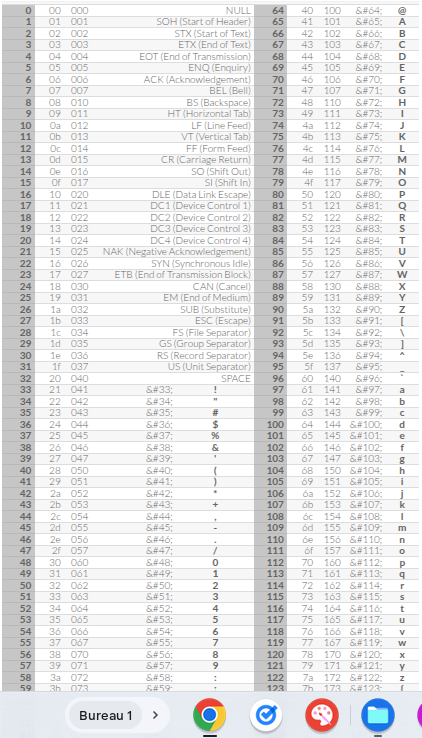 0 00 000 NULL 64 40 100 &#64; @
1 01 001 SOH (Start of Header) 65 41 101 &#65; A
2 02 002 STX (Start of Text) 66 42 102 &#66; B
3 03 003 ETX (End of Text) 67 43 103 &#67; C
4 04 004 EOT (End of Transmission) 68 44 104 &#68; D
5 05 005 ENQ (Enquiry) 69 45 105 &#69; E
6 06 006 ACK (Acknowledgement) 70 46 106 &#70; F
7 07 007 BEL (Bell) 71 47 107 &#71; G
8 08 010 BS (Backspace) 72 48 110 &#72; H
9 09 011 HT (Horizontal Tab) 73 49 111 &#73; I
10 0a 012 LF (Line Feed) 74 4a 112 &#74; J
11 0b 013 VT (Vertical Tab) 75 4b 113 &#75; K
12 0c 014 FF (Form Feed) 76 4c 114 &#76; L
13 0d 015 CR (Carriage Return) 77 4d 115 &#77; M
14 0e 016 SO (Shift Out) 78 4e 116 &#78; N
15 0f 017 SI (Shift In) 79 4f 117 &#79; O
16 10 020 DLE (Data Link Escape) 80 50 120 &#80; P
17 11 021 DC1 (Device Control 1) 81 51 121 &#81; Q
18 12 022 DC2 (Device Control 2) 82 52 122 &#82; R
19 13 023 DC3 (Device Control 3) 83 53 123 &#83; S
20 14 024 DC4 (Device Control 4) 84 54 124 &#84; T
21 15 025 NAK (Negative Acknowledgement) 85 55 125 &#85; U
22 16 026 SYN (Synchronous Idle) 86 56 126 &#86; V
23 17 027 ETB (End of Transmission Block) 87 57 127 &#87; W
24 18 030 CAN (Cancel) 88 58 130 &#88; X
25 19 031 EM (End of Medium) 89 59 131 &#89; Y
26 1a 032 SUB (Substitute) 90 5a 132 &#90; Z
27 1b 033 ESC (Escape) 91 5b 133 &#91; [
28 1c 034 FS (File Separator) 92 5c 134 &#92; \
29 1d 035 GS (Group Separator) 93 5d 135 &#93; ]
30 1e 036 RS (Record Separator) 94 5e 136 &#94; ^
31 1f 037 US (Unit Separator) 95 5f 137 &#95; _
32 20 040 SPACE 96 60 140 &#96; `
33 21 041 &#33; ! 97 61 141 &#97; a
34 22 042 &#34; " 98 62 142 &#98; b
35 23 043 &#35; # 99 63 143 &#99; c
36 24 044 &#36; $ 100 64 144 &#100; d
37 25 045 &#37; % 101 65 145 &#101; e
38 26 046 &#38; & 102 66 146 &#102; f
39 27 047 &#39; ' 103 67 147 &#103; g
40 28 050 &#40; ( 104 68 150 &#104; h
41 29 051 &#41; ) 105 69 151 &#105; i
42 2a 052 &#42; * 106 6a 152 &#106; j
43 2b 053 &#43; + 107 6b 153 &#107; k
44 2c 054 &#44; , 108 6c 154 &#108; l
45 2d 055 &#45; - 109 6d 155 &#109; m
46 2e 056 &#46; . 110 6e 156 &#110; n
47 2f 057 &#47; / 111 6f 157 &#111; o
48 30 060 &#48; 0 112 70 160 &#112; p
49 31 061 &#49; 1 113 71 161 &#113; q
50 32 062 &#50; 2 114 72 162 &#114; r
51 33 063 &#51; 3 115 73 163 &#115; s
52 34 064 &#52; 4 116 74 164 &#116; t
53 35 065 &#53; 5 117 75 165 &#117; u
54 36 066 &#54; 6 118 76 166 &#118; v
55 37 067 &#55; 7 119 77 167 &#119; w
56 38 070 &#56; 8 120 78 170 &#120; x
57 39 071 &#57; 9 121 79 171 &#121; y
58 3a 072 &#58; : 122 7a 172 &#122; z
59 3b 073 &#59; ; 123 7b 173 &#123; {
Bureau 1